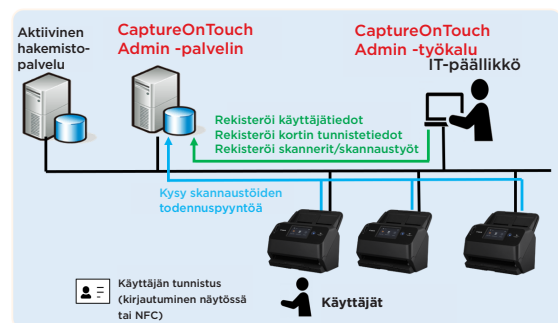 Aktiivinen
hakemisto-
palvelu
CaptureOnTouch
Admin -palvelin
CaptureOnTouch
Admin -työkalu
IT-päällikkö
Rekisteröi käyttäjätiedot
Rekisteröi kortin tunnistetiedot
Rekisteröi skannerit/skannaustyöt
Kysy skannaustöiden
todennuspyyntöä
Käyttäjän tunnistus
(kirjautuminen näytössä
tai NFC)
Käyttäjät